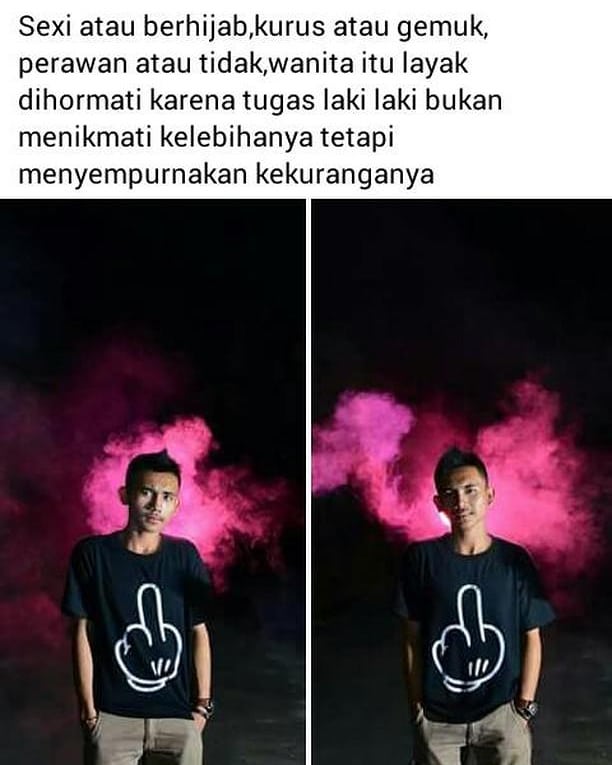 Sexi atau berhijab,kurus atau gemuk,
perawan atau tidak,wanita itu layak
dihormati karena tugas laki laki bukan
menikmati kelebihanya tetapi
menyempurnakan kekuranganya